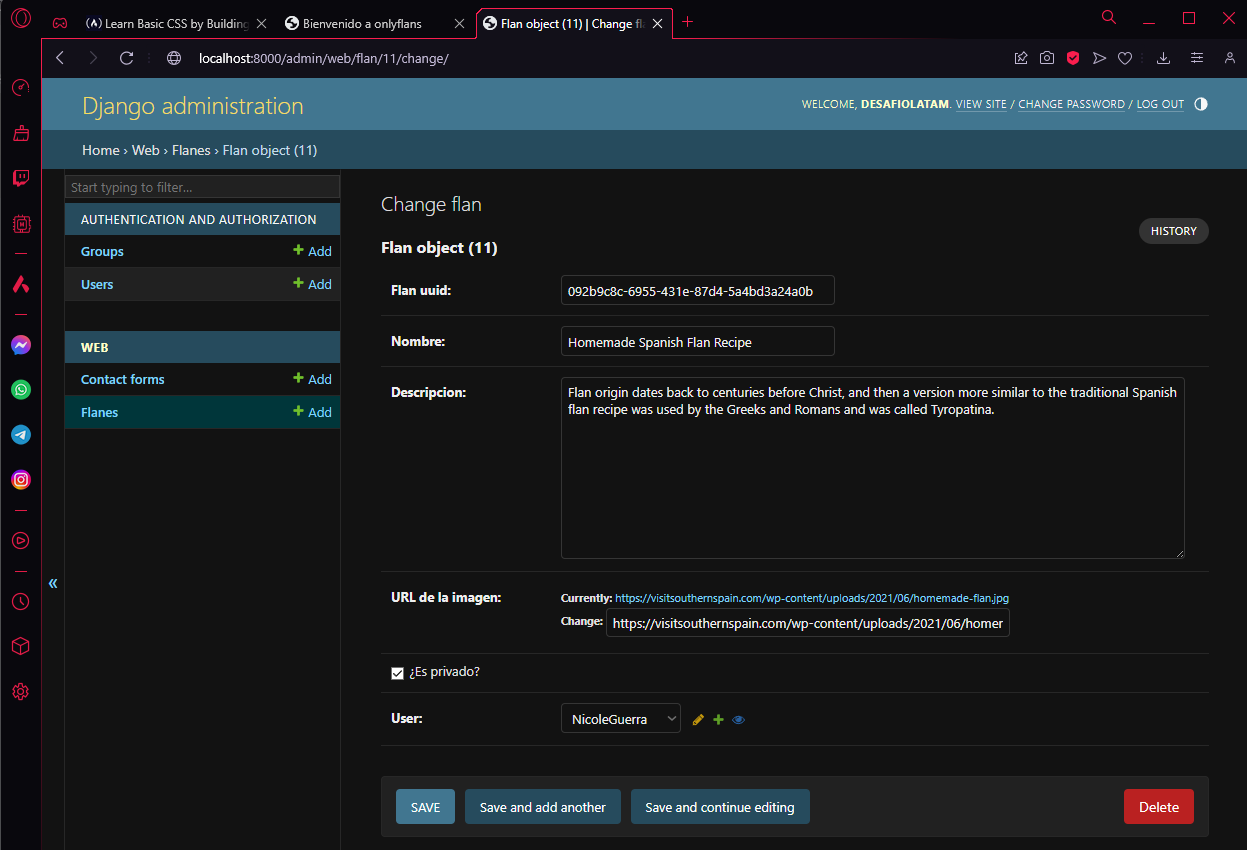 Learn Basic CSS by Building
Bienvenido a onlyflans
Flan object (11) | Change fl
localhost:8000/admin/web/flan/11/change/
Django administration
WELCOME, DESAFIOLATAM. VIEW SITE / CHANGE PASSWORD / LOG OUT
Home › Web › Flanes › Flan object (11)
Start typing to filter...
AUTHENTICATION AND AUTHORIZATION
Groups + Add
Users + Add
WEB
Contact forms + Add
Flanes + Add
«
Change flan
HISTORY
Flan object (11)
Flan uuid: 092b9c8c-6955-431e-87d4-5a4bd3a24a0b
Nombre: Homemade Spanish Flan Recipe
Descripcion: Flan origin dates back to centuries before Christ, and then a version more similar to the traditional Spanish
flan recipe was used by the Greeks and Romans and was called Tyropatina.
URL de la imagen: Currently: https://visitsouthernspain.com/wp-content/uploads/2021/06/homemade-flan.jpg
Change: https://visitsouthernspain.com/wp-content/uploads/2021/06/homer
¿Es privado?
User: NicoleGuerra
SAVE Save and add another Save and continue editing Delete